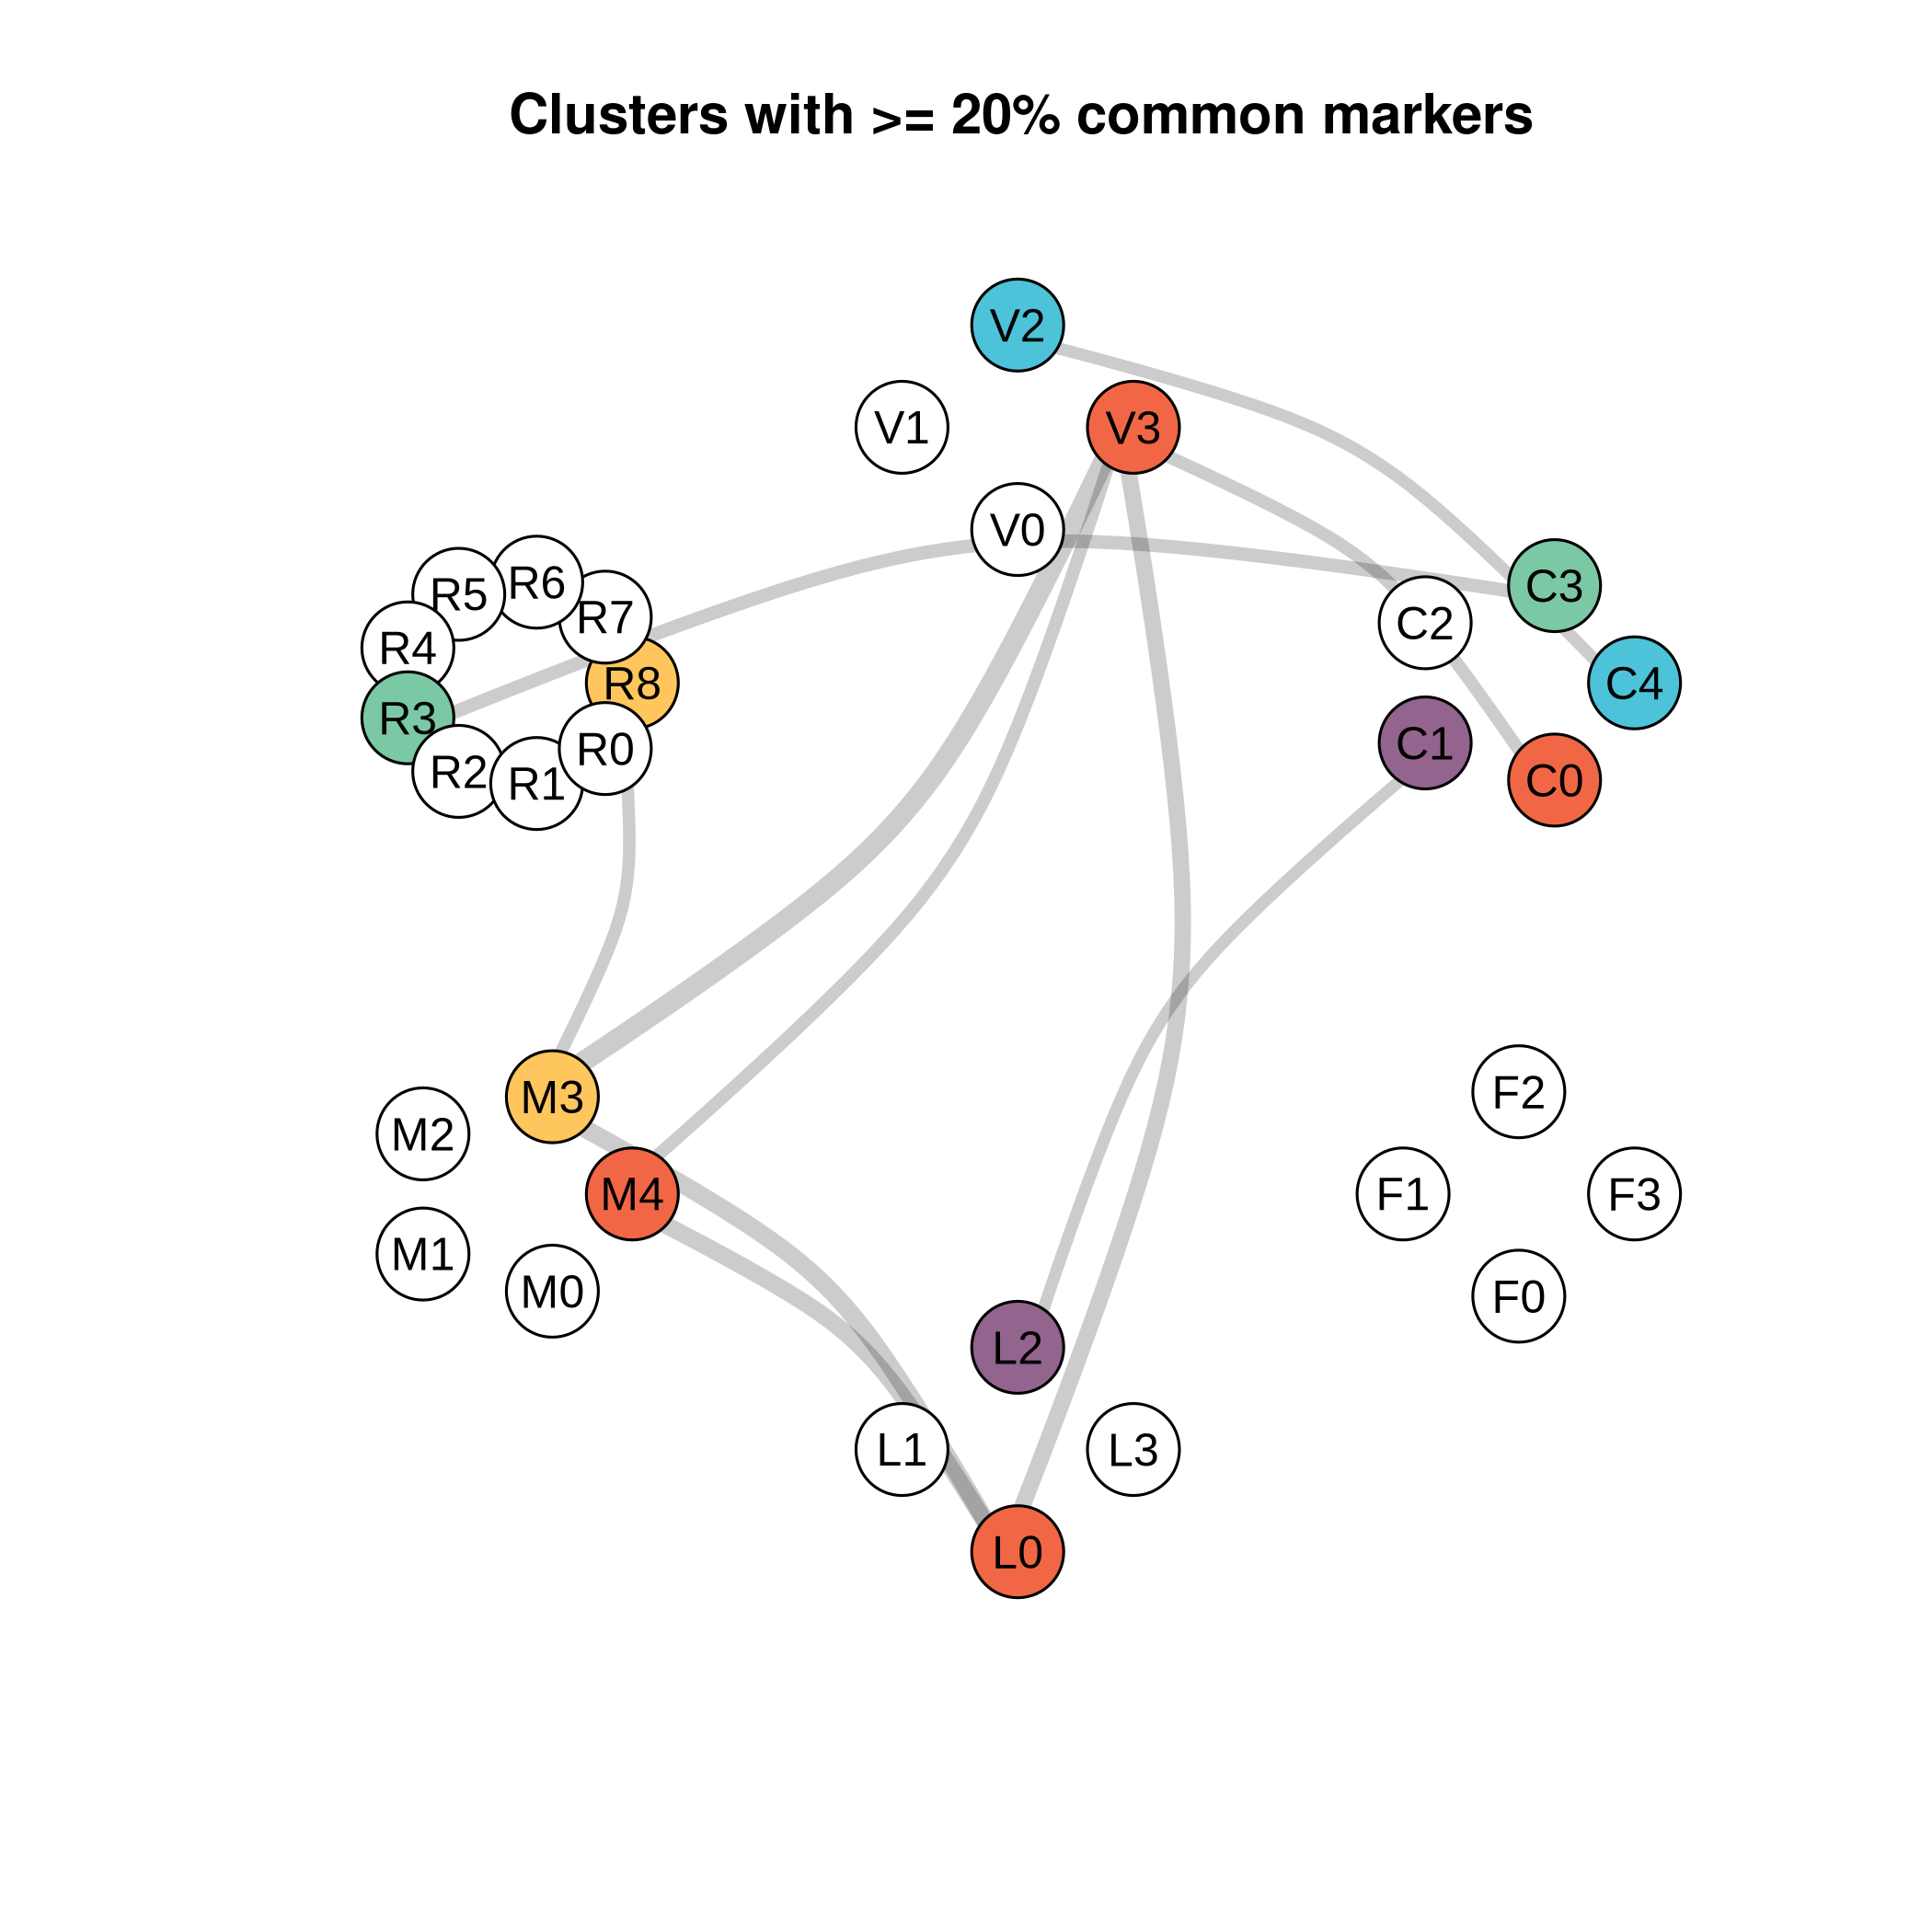 Clusters with >= 20% common markers
V2
V1
V3
V0
R5
R6
R7
R4
R8
R3
R0
R2
R1
C3
C2
C4
C1
C0
M3
M2
M4
M1
M0
F2
F1
F3
F0
L2
L1
L3
L0